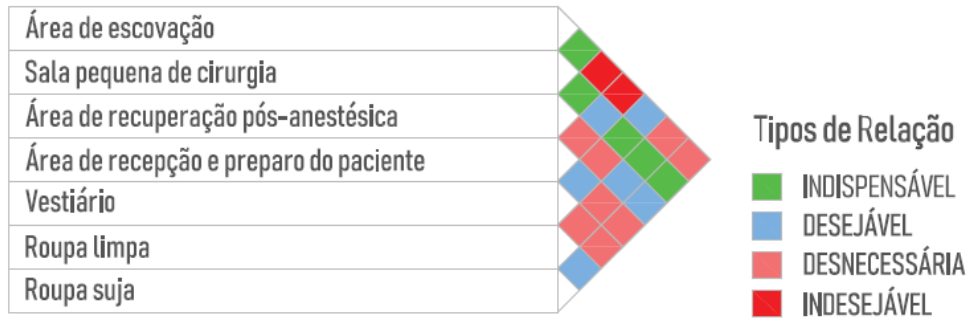 Área de escovação
Sala pequena de cirurgia
Área de recuperação pós-anestésica
Área de recepção e preparo do paciente
Vestiário
Roupa limpa
Roupa suja
Tipos de Relação
INDISPENSÁVEL
DESEJÁVEL
DESNECESSÁRIA
INDESEJÁVEL